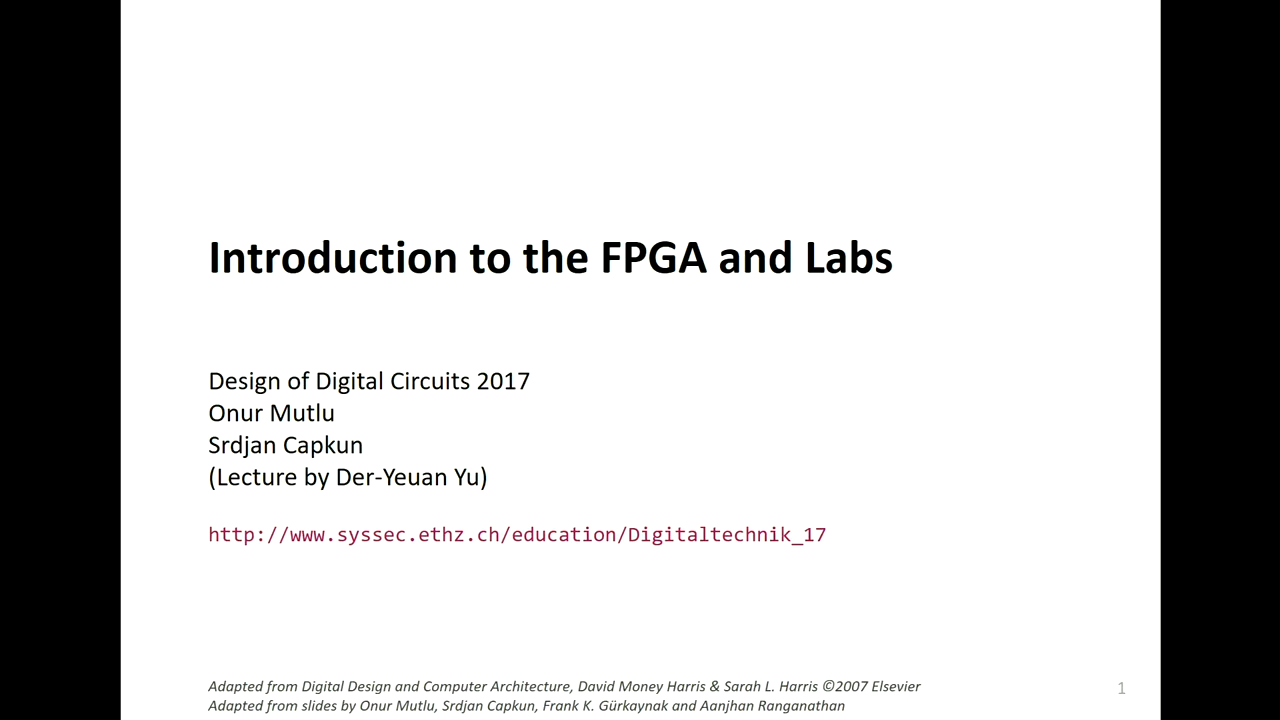 Introduction to the FPGA and Labs
Design of Digital Circuits 2017
Onur Mutlu
Srdjan Capkun
(Lecture by Der-Yeuan Yu)
http://www.syssec.ethz.ch/education/Digitaltechnik_17
Adapted from Digital Design and Computer Architecture, David Money Harris & Sarah L. Harris ©2007 Elsevier
Adapted from slides by Onur Mutlu, Srdjan Capkun, Frank K. Gürkaynak and Aanjhan Ranganathan
1